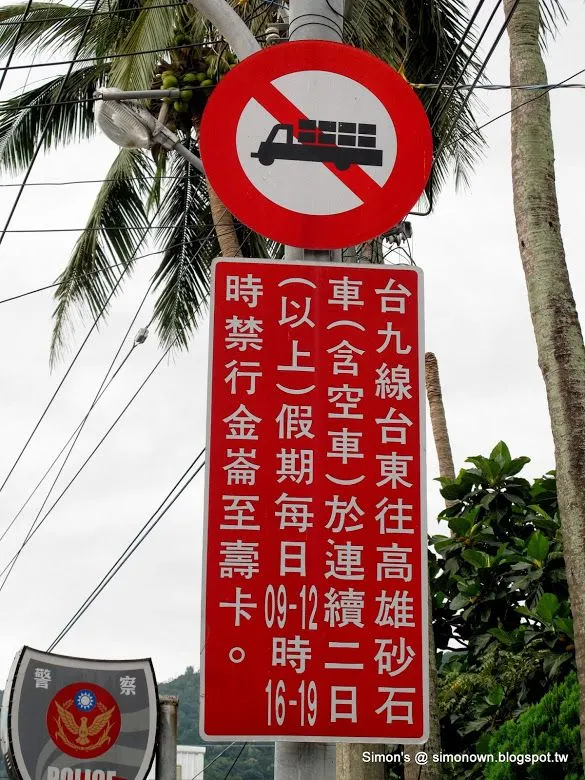 台九線台東往高雄砂石
車(含空車)於連續二日
(以上)假期每日09-12時16-19
時禁行金崙至壽卡。
警察
POLICE
Simon's @ simonown.blogspot.tw